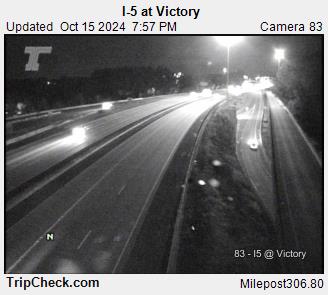 I-5 at Victory
Updated Oct 15 2024 7:57 PM Camera 83
T
N
83 - I5 @ Victory
TripCheck.com Milepost306.80